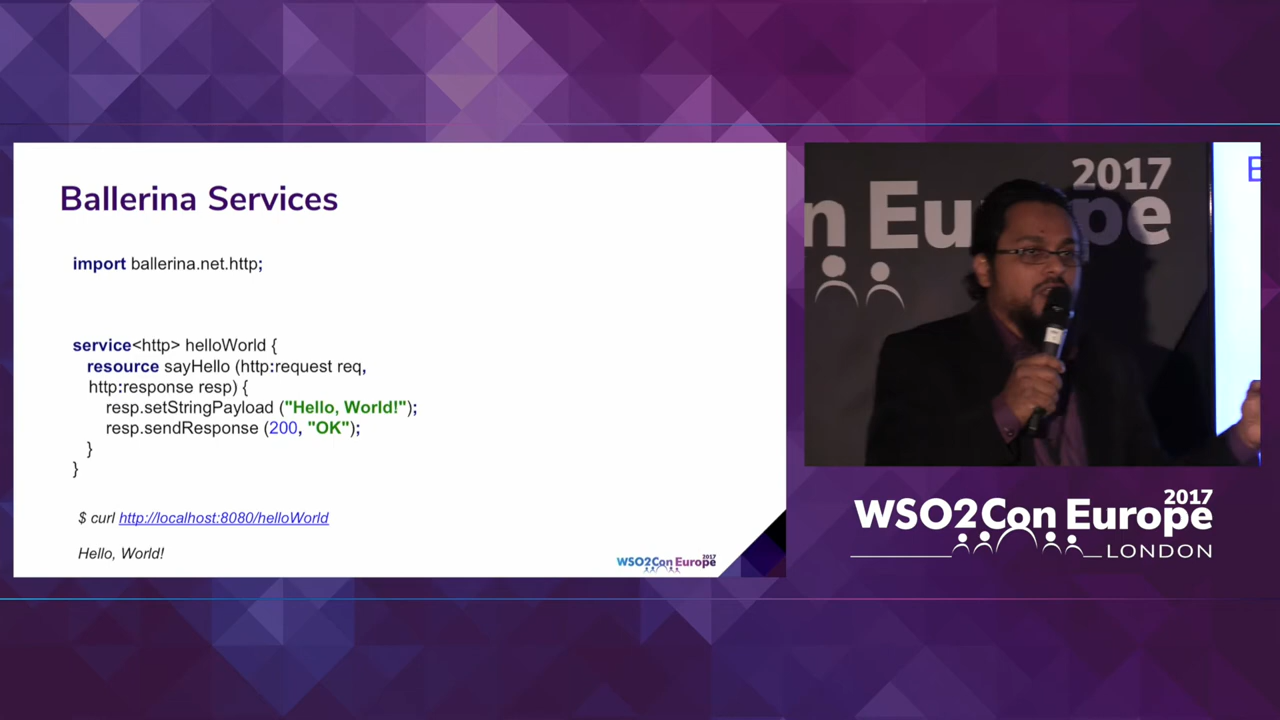 Ballerina Services
import ballerina.net.http;
service<http> helloWorld {
resource sayHello (http:request req,
http:response resp) {
resp.setStringPayload ("Hello, World!");
resp.sendResponse (200, "OK");
}
}
$ curl http://localhost:8080/helloWorld
Hello, World!
WSO2Con Europe 2017
2017
n Europe
E
2017
WSO2Con Europe
LONDON